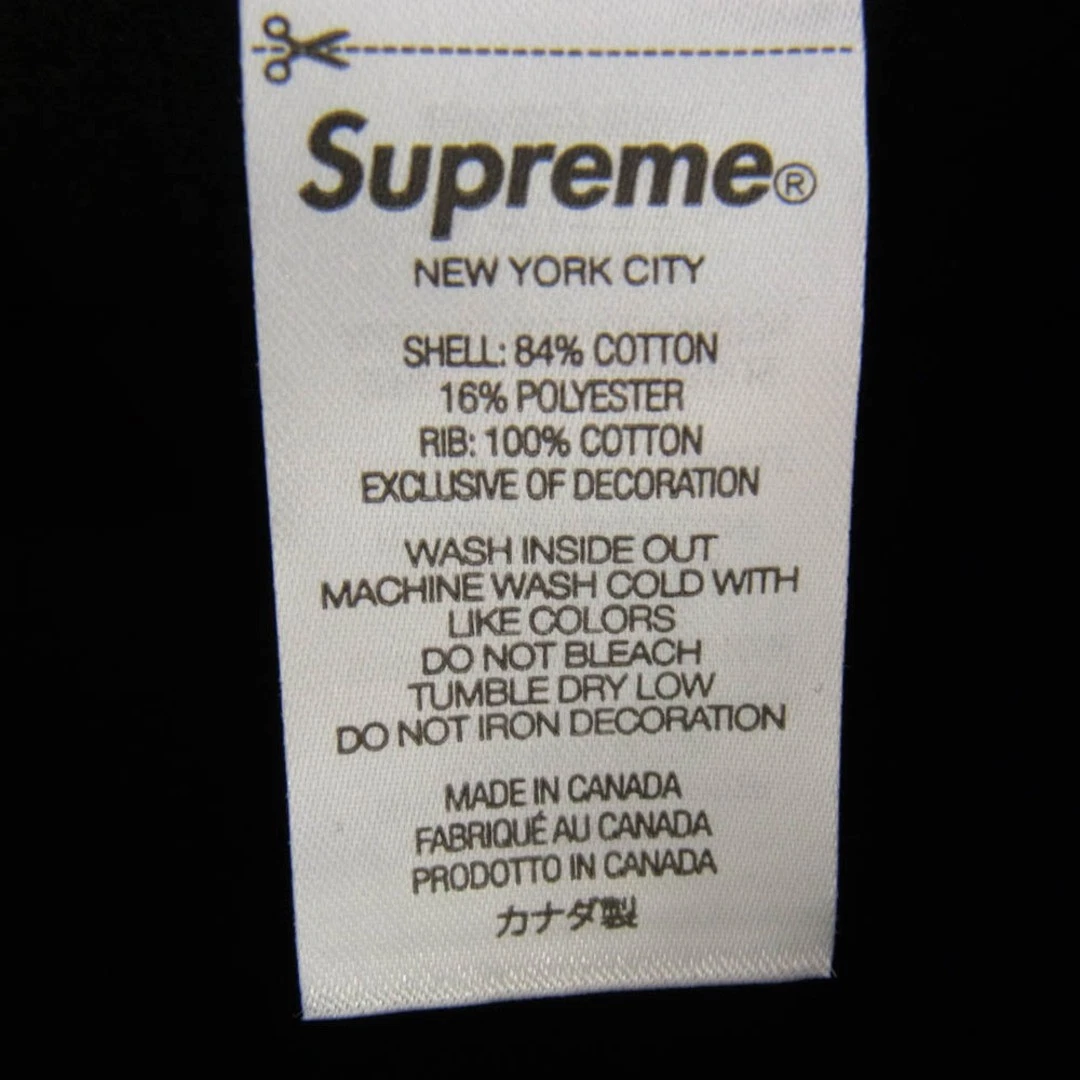 Supreme®
NEW YORK CITY
SHELL: 84% COTTON
16% POLYESTER
RIB: 100% COTTON
EXCLUSIVE OF DECORATION
WASH INSIDE OUT
MACHINE WASH COLD WITH
LIKE COLORS
DO NOT BLEACH
TUMBLE DRY LOW
DO NOT IRON DECORATION
MADE IN CANADA
FABRIQUÉ AU CANADA
PRODOTTO IN CANADA
カナダ製